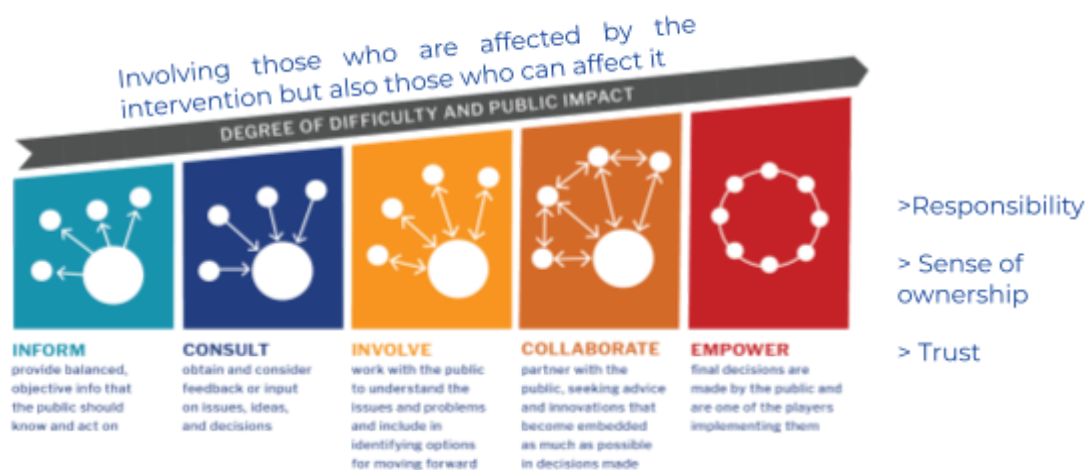 Involving those who are affected by the
intervention but also those who can affect it
DEGREE OF DIFFICULTY AND PUBLIC IMPACT
INFORM
provide balanced,
objective info that
the public should
know and act on
CONSULT
obtain and consider
feedback or input
on issues, ideas,
and decisions
INVOLVE
work with the public
to understand the
issues and problems
and include in
identifying options
for moving forward
COLLABORATE
partner with the
public, seeking advice
and innovations that
become embedded
as much as possible
in decisions made
EMPOWER
final decisions are
made by the public and
are one of the players
implementing them
>Responsibility
> Sense of
ownership
> Trust